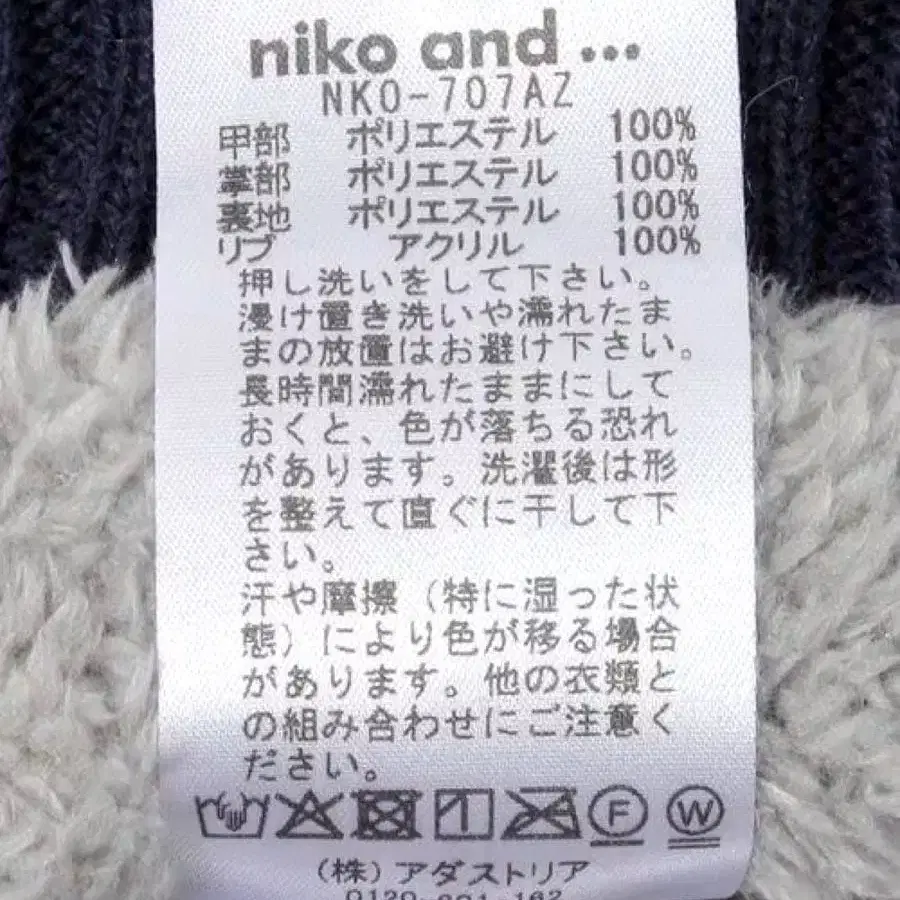 niko and ...
NKO-707AZ
甲部 ポリエステル 100%
掌部 ポリエステル 100%
裏地 ポリエステル 100%
リブ アクリル 100%
押し洗いをして下さい。
浸け置き洗いや濡れたま
まの放置はお避け下さい。
長時間濡れたままにして
おくと、色が落ちる恐れ
があります。洗濯後は形
を整えて直ぐに干して下
さい。
汗や摩擦（特に湿った状
態）により色が移る場合
があります。他の衣類と
の組み合わせにご注意く
ださい。
F W
（株）アダストリア
0120-601-162